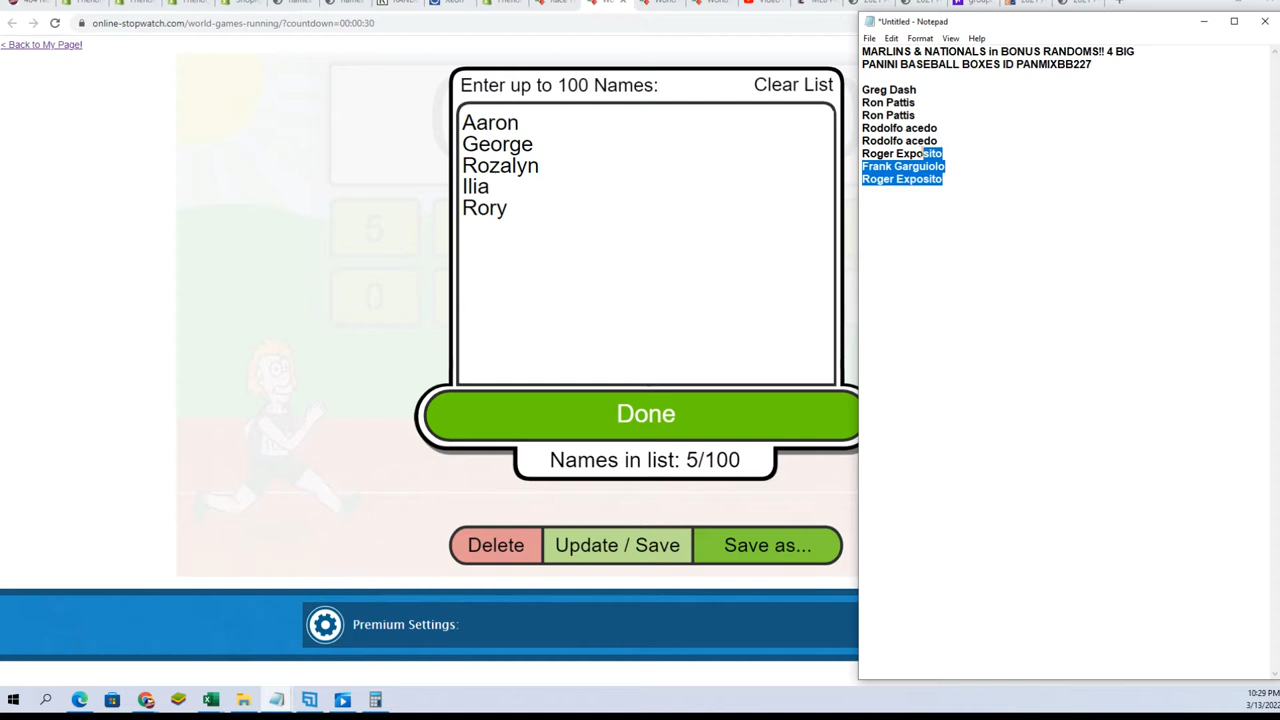 online-stopwatch.com/world-games-running/?countdown=00:00:30
< Back to My Page!
Enter up to 100 Names:
Clear List
Aaron
George
Rozalyn
Ilia
Rory
5
0
Done
Names in list: 5/100
Delete
Update / Save
Save as...
Premium Settings:
*Untitled - Notepad
File Edit Format View Help
MARLINS & NATIONALS in BONUS RANDOMS!! 4 BIG
PANINI BASEBALL BOXES ID PANMIXBB227
Greg Dash
Ron Pattis
Ron Pattis
Rodolfo acedo
Rodolfo acedo
Roger Exposito
Frank Garguiolo
Roger Exposito
10:29 PM